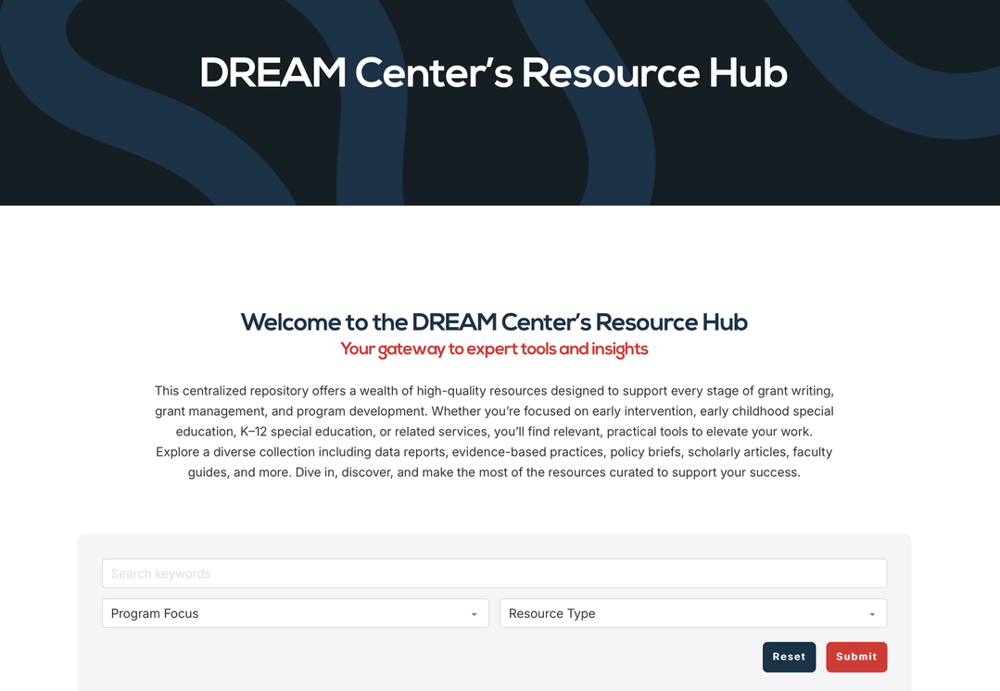 DREAM Center’s Resource Hub
Welcome to the DREAM Center’s Resource Hub
Your gateway to expert tools and insights
This centralized repository offers a wealth of high-quality resources designed to support every stage of grant writing,
grant management, and program development. Whether you’re focused on early intervention, early childhood special
education, K–12 special education, or related services, you’ll find relevant, practical tools to elevate your work.
Explore a diverse collection including data reports, evidence-based practices, policy briefs, scholarly articles, faculty
guides, and more. Dive in, discover, and make the most of the resources curated to support your success.
Search keywords
Program Focus
Resource Type
Reset
Submit